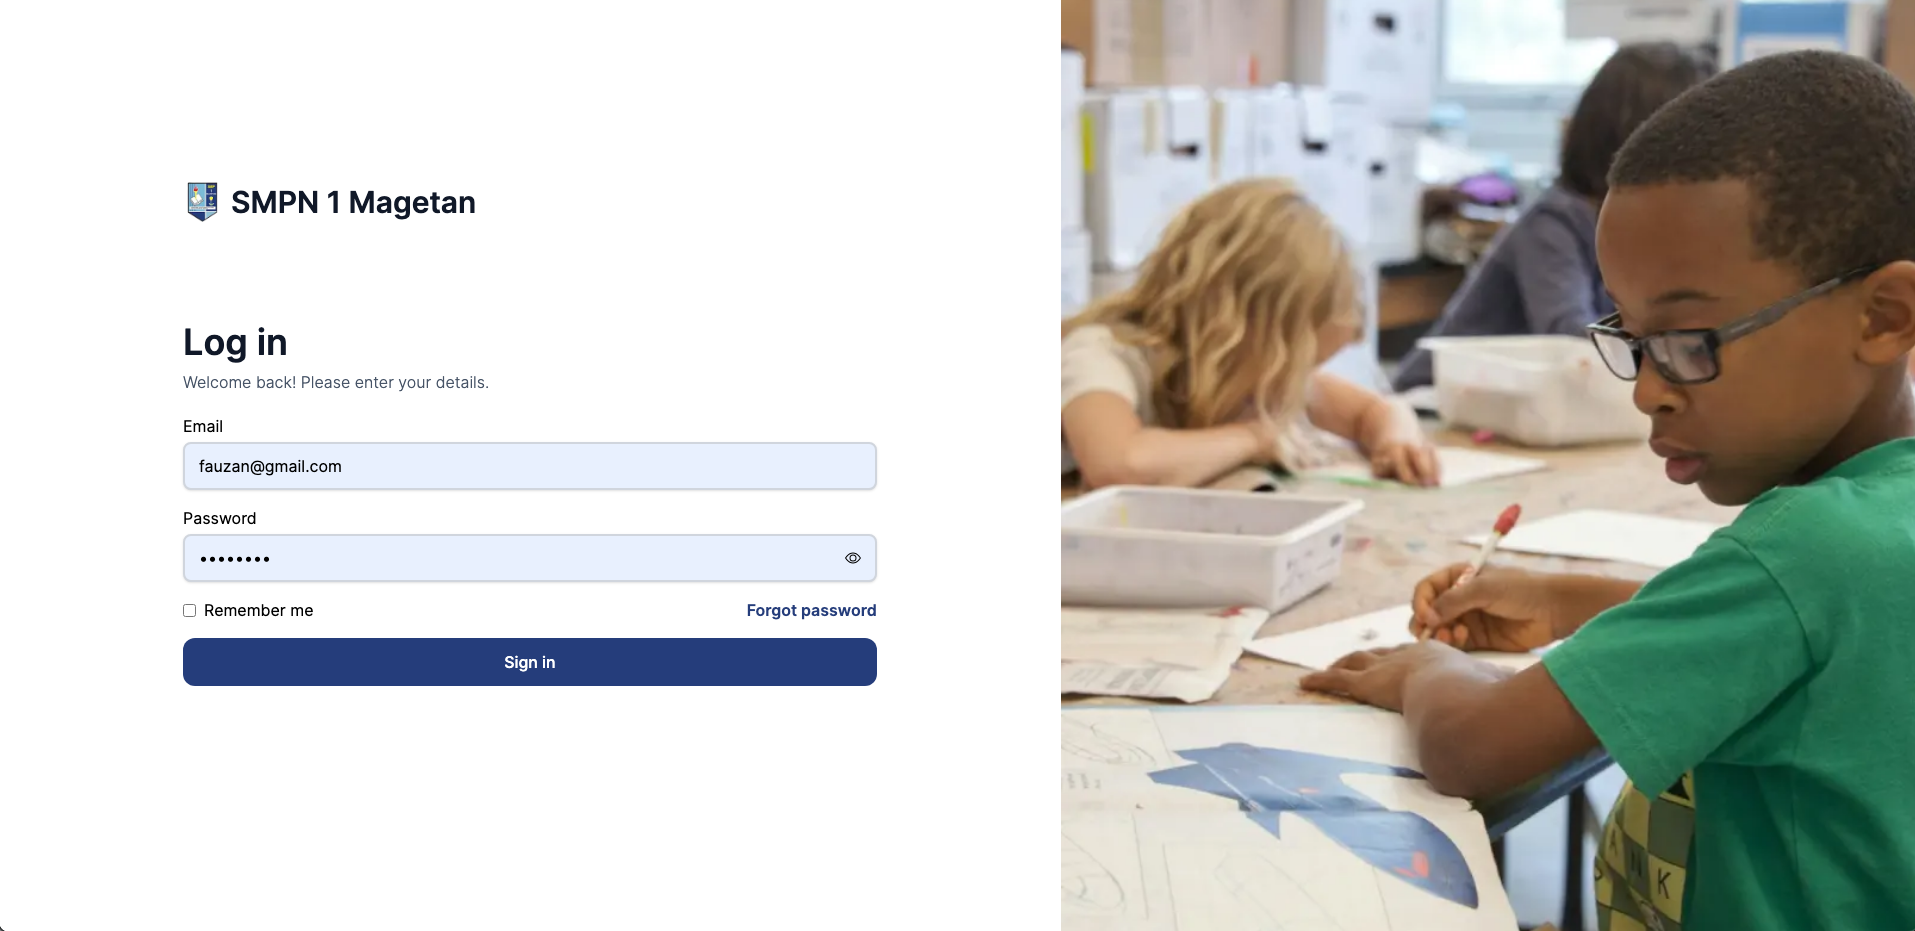 SMPN 1 Magetan
Log in
Welcome back! Please enter your details.
Email
fauzan@gmail.com
Password
••••••••
Remember me
Forgot password
Sign in